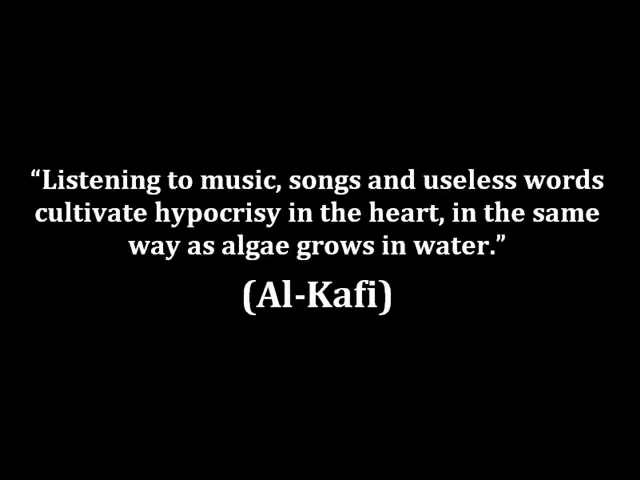 “Listening to music, songs and useless words
cultivate hypocrisy in the heart, in the same
way as algae grows in water.”
(Al-Kafi)